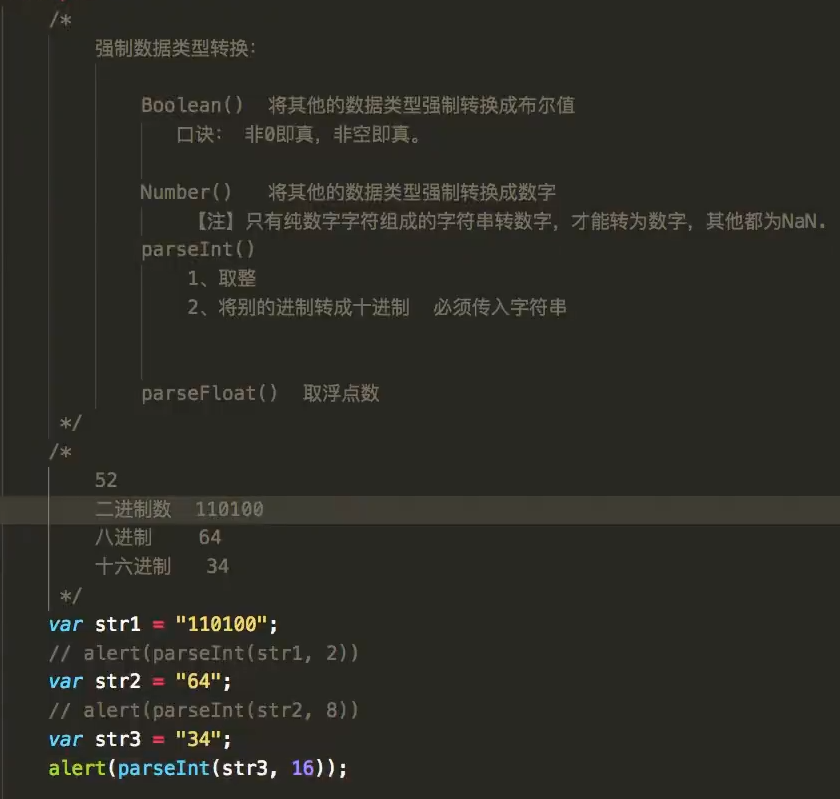 /*
强制数据类型转换：
Boolean()  将其他的数据类型强制转换成布尔值
口诀： 非0即真，非空即真。
Number()   将其他的数据类型强制转换成数字
【注】只有纯数字字符组成的字符串转数字，才能转为数字，其他都为NaN.
parseInt()
1、取整
2、将别的进制转成十进制  必须传入字符串
parseFloat()  取浮点数
*/
/*
52
二进制数  110100
八进制    64
十六进制   34
*/
var str1 = "110100";
// alert(parseInt(str1, 2))
var str2 = "64";
// alert(parseInt(str2, 8))
var str3 = "34";
alert(parseInt(str3, 16));